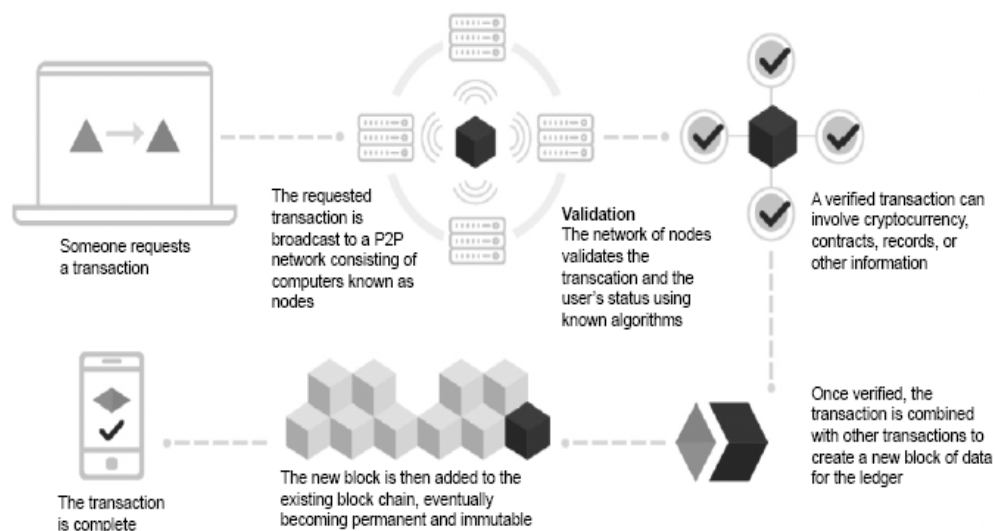 Someone requests
a transaction
The requested
transaction is
broadcast to a P2P
network consisting of
computers known as
nodes
Validation
The network of nodes
validates the
transcation and the
user's status using
known algorithms
A verified transaction can
involve cryptocurrency,
contracts, records, or
other information
Once verified, the
transaction is combined
with other transactions to
create a new block of data
for the ledger
The new block is then added to the
existing block chain, eventually
becoming permanent and immutable
The transaction
is complete